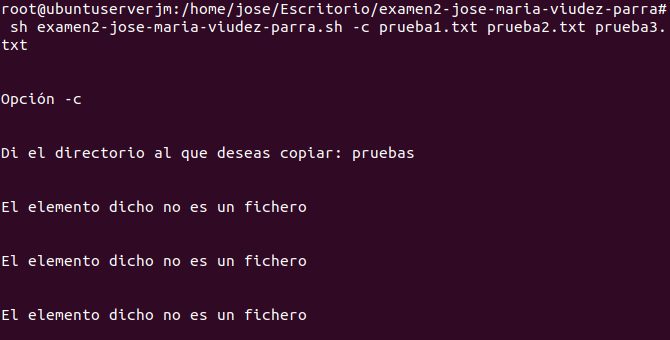 root@ubuntuserverjm:/home/jose/Escritorio/examen2-jose-maria-viudez-parra#
sh examen2-jose-maria-viudez-parra.sh -c prueba1.txt prueba2.txt prueba3.
txt
Opción -c
Di el directorio al que deseas copiar: pruebas
El elemento dicho no es un fichero
El elemento dicho no es un fichero
El elemento dicho no es un fichero